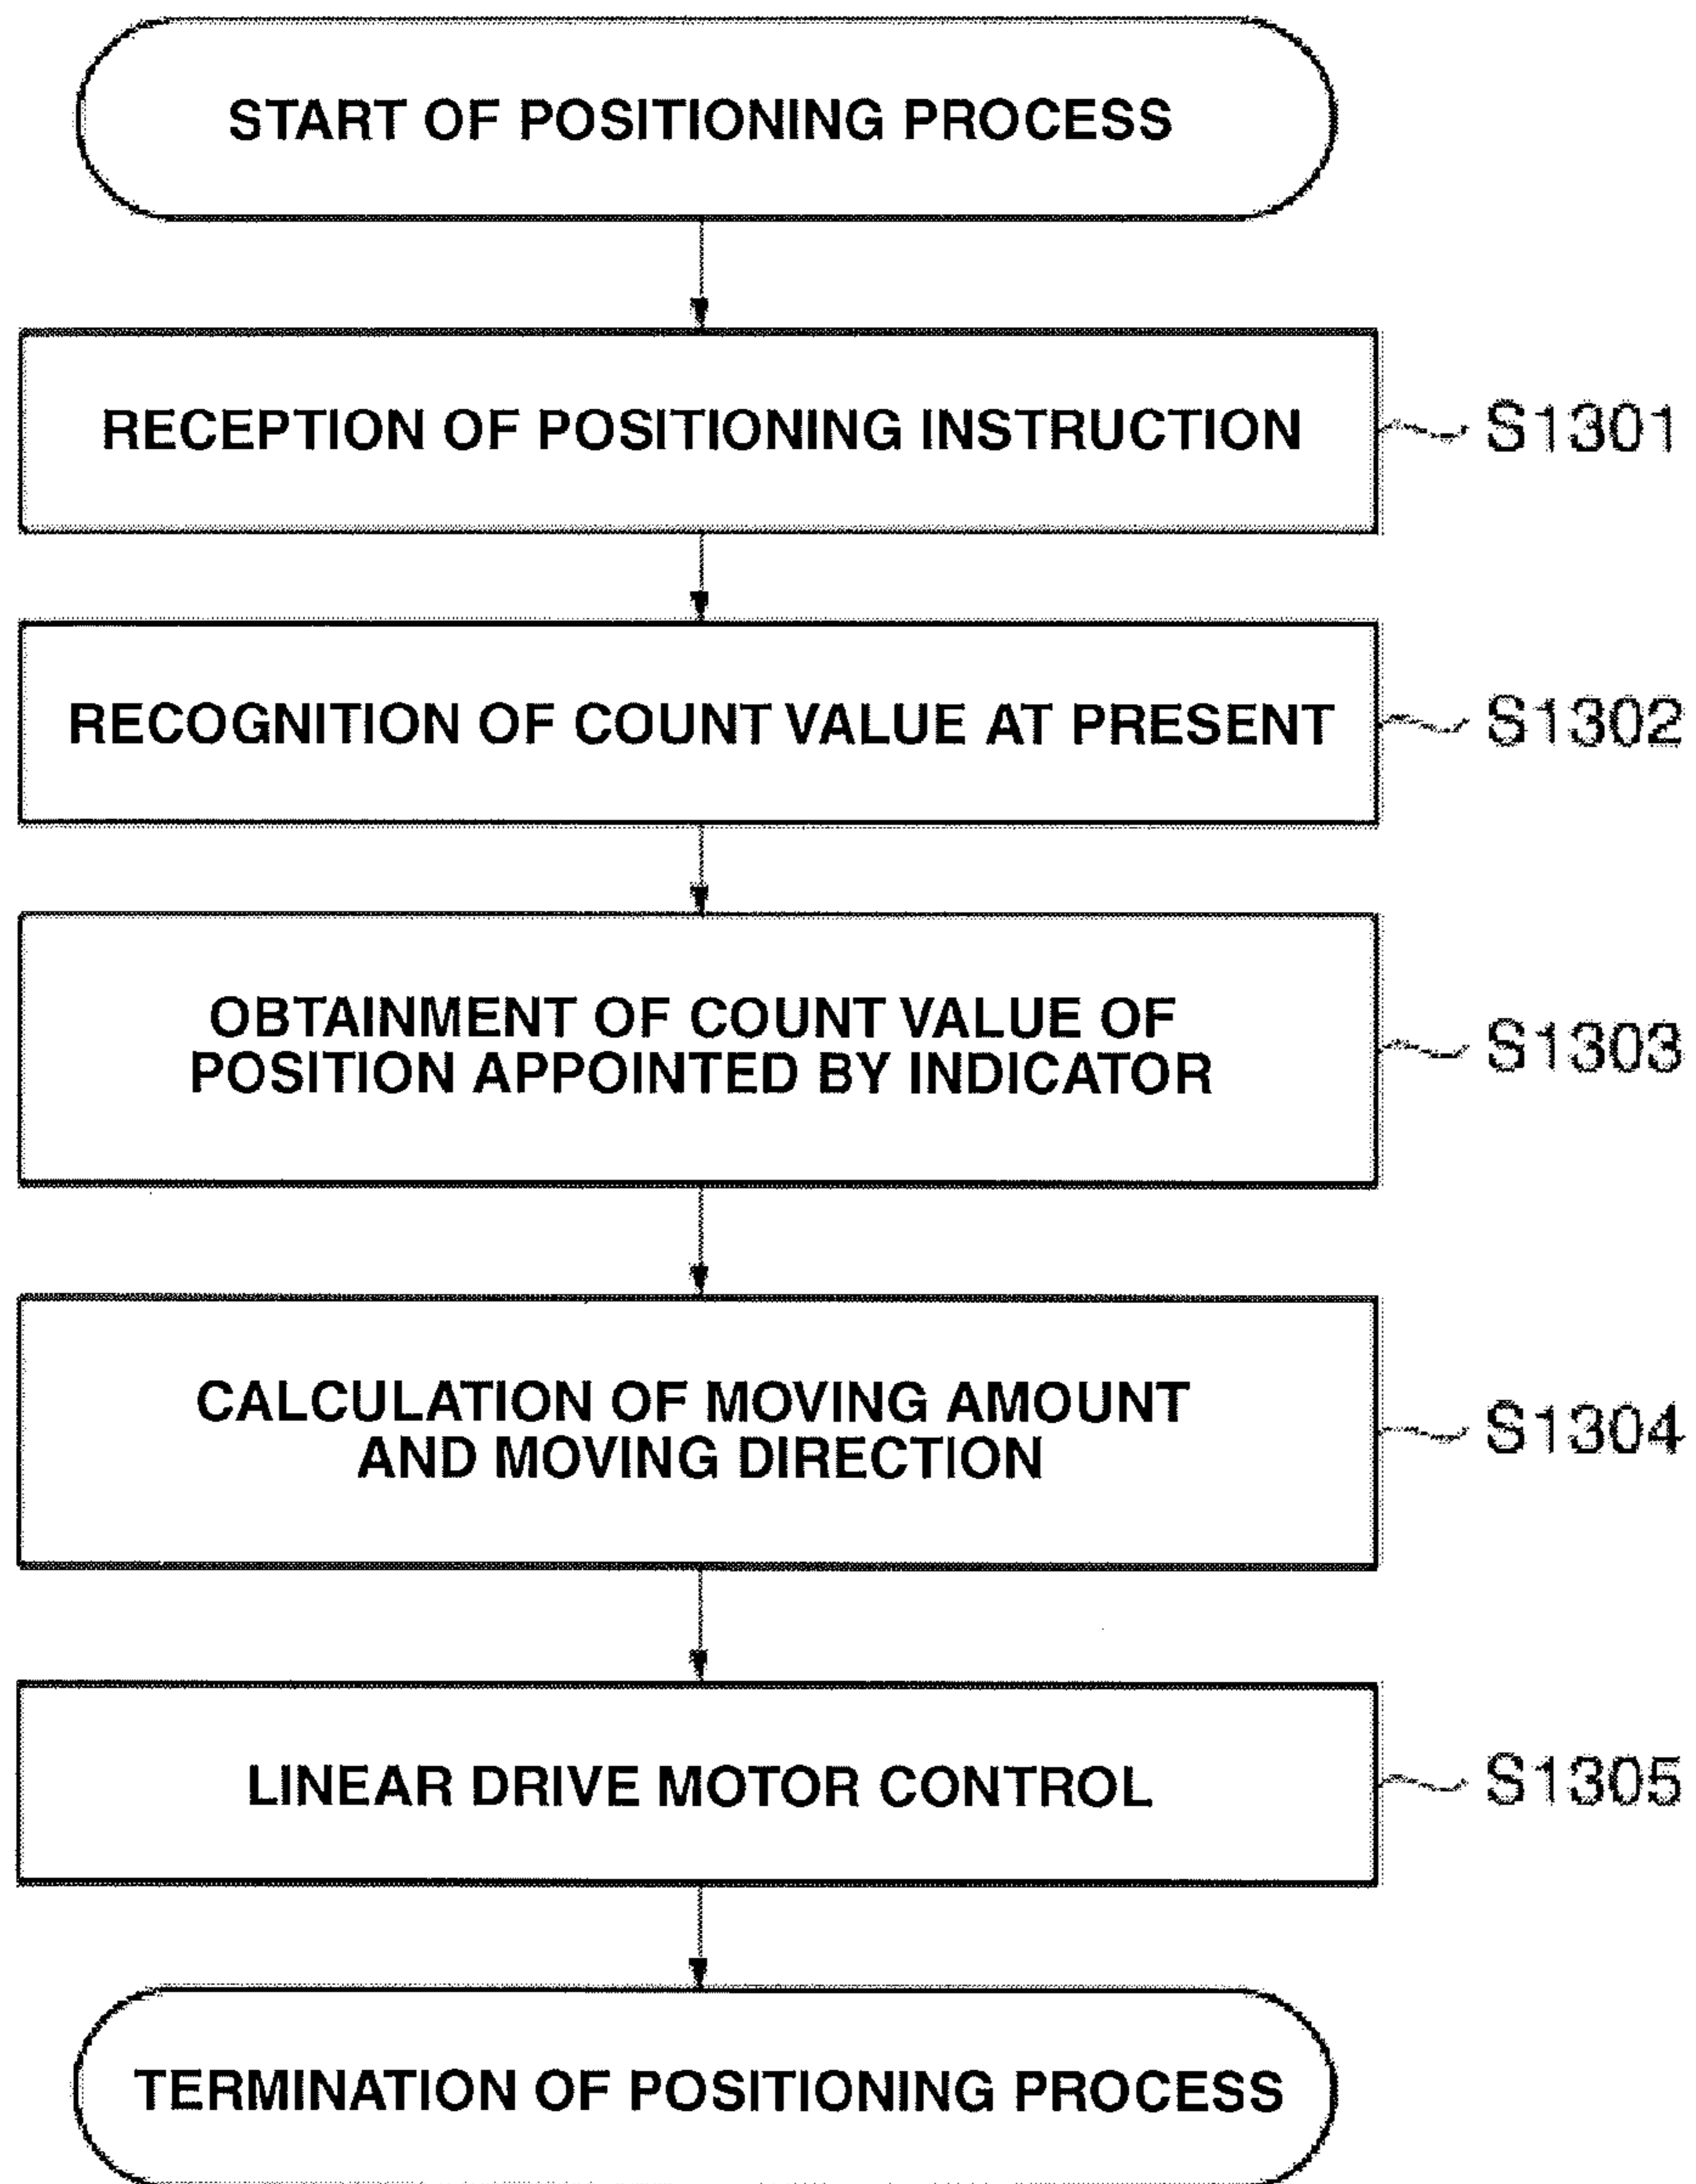 START OF POSITIONING PROCESS
RECEPTION OF POSITIONING INSTRUCTION
S1301
RECOGNITION OF COUNT VALUE AT PRESENT
S1302
OBTAINMENT OF COUNT VALUE OF
POSITION APPOINTED BY INDICATOR
S1303
CALCULATION OF MOVING AMOUNT
AND MOVING DIRECTION
S1304
LINEAR DRIVE MOTOR CONTROL
S1305
TERMINATION OF POSITIONING PROCESS